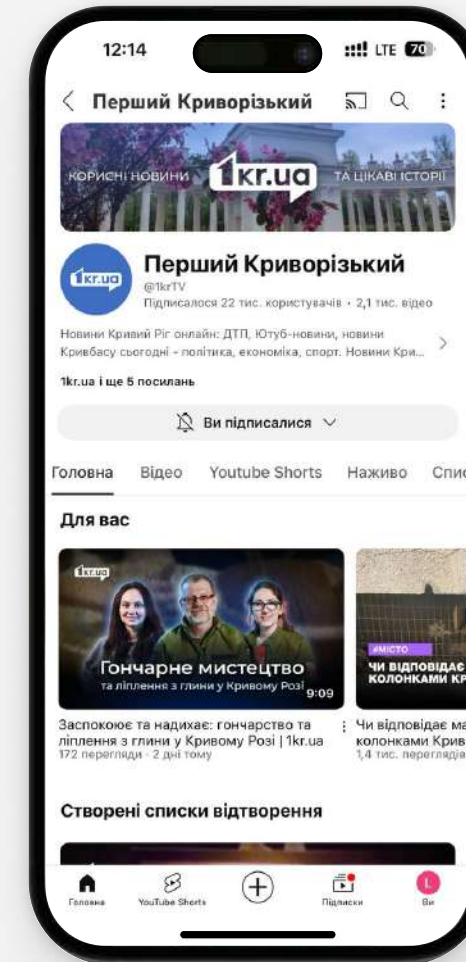 12:14
LTE 70
Перший Криворізький
КОРИСНІ НОВИНИ 1kr.ua ТА ЦІКАВІ ІСТОРІЇ
1kr.ua
Перший Криворізький
@1krTV
Підписалося 22 тис. користувачів • 2,1 тис. відео
Новини Кривий Ріг онлайн: ДТП, Ютуб-новини, новини
Кривбасу сьогодні – політика, економіка, спорт. Новини Кри...
1kr.ua і ще 5 посилань
Ви підписалися
Головна Відео Youtube Shorts Наживо Спис
Для вас
1kr.ua
Гончарне мистецтво
та ліплення з глини у Кривому Розі
9:09
#МІСТО
ЧИ ВІДПОВІДАЄ
КОЛОНКАМИ КР
Заспокоює та надихає: гончарство та
ліплення з глини у Кривому Розі | 1kr.ua
172 перегляди · 2 дні тому
Чи відповідає ма
колонками Крив
1,4 тис. переглядів
Створені списки відтворення
Головна YouTube Shorts Підписки L Ви